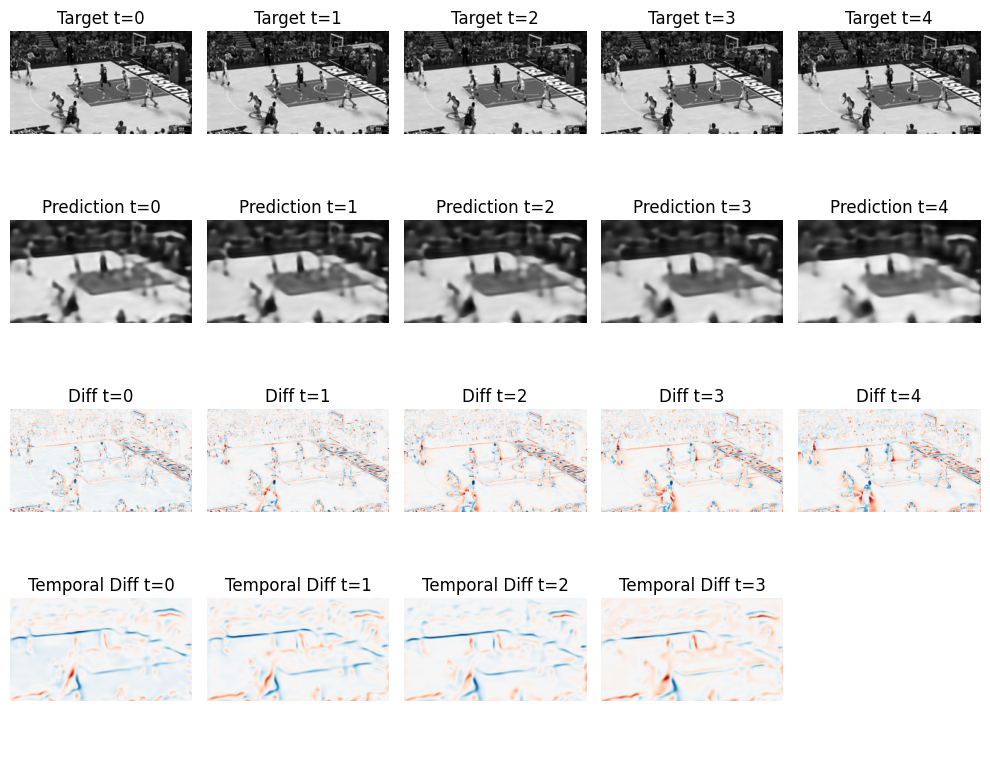 Target t=0
Target t=1
Target t=2
Target t=3
Target t=4
Prediction t=0
Prediction t=1
Prediction t=2
Prediction t=3
Prediction t=4
Diff t=0
Diff t=1
Diff t=2
Diff t=3
Diff t=4
Temporal Diff t=0
Temporal Diff t=1
Temporal Diff t=2
Temporal Diff t=3